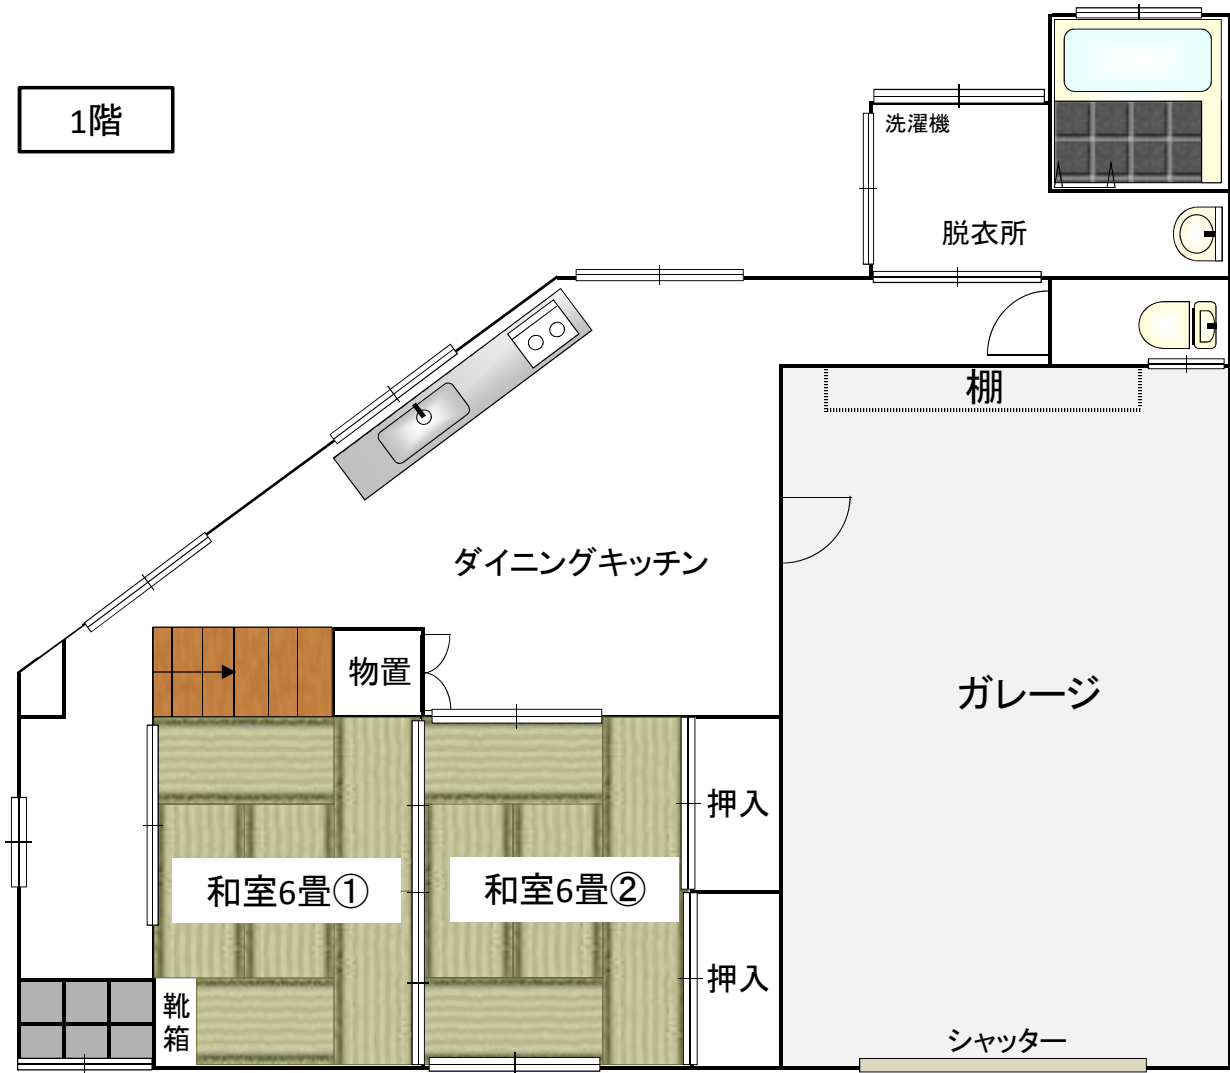 1階
洗濯機
脱衣所
棚
ダイニングキッチン
物置
ガレージ
押入
和室6畳①
和室6畳②
押入
靴
箱
シャッター